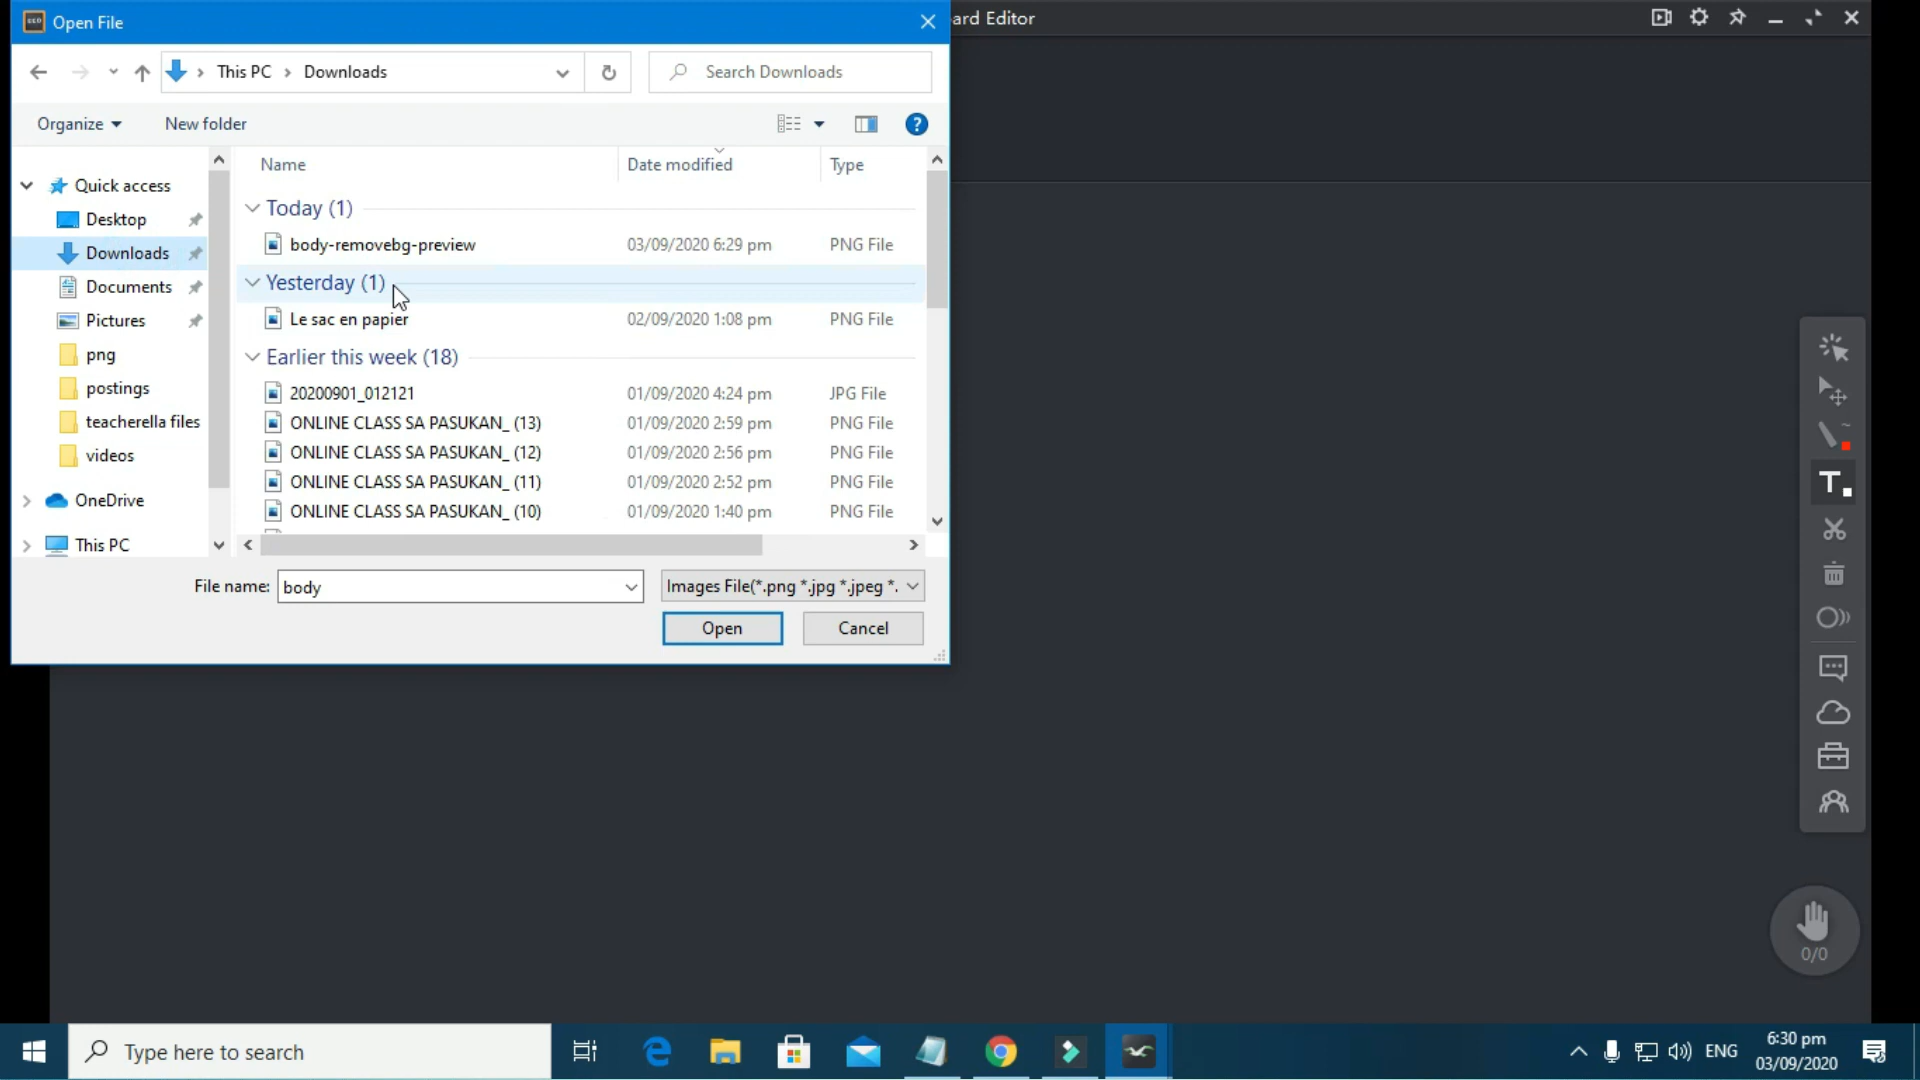 Open File
ard Editor
This PC > Downloads
Search Downloads
Organize
New folder
?
Name
Date modified
Type
Quick access
Desktop
Downloads
Documents
Pictures
png
postings
teacherella files
videos
OneDrive
This PC
Today (1)
body-removebg-preview 03/09/2020 6:29 pm PNG File
Yesterday (1)
Le sac en papier 02/09/2020 1:08 pm PNG File
Earlier this week (18)
20200901_012121 01/09/2020 4:24 pm JPG File
ONLINE CLASS SA PASUKAN_ (13) 01/09/2020 2:59 pm PNG File
ONLINE CLASS SA PASUKAN_ (12) 01/09/2020 2:56 pm PNG File
ONLINE CLASS SA PASUKAN_ (11) 01/09/2020 2:52 pm PNG File
ONLINE CLASS SA PASUKAN_ (10) 01/09/2020 1:40 pm PNG File
File name: body
Images File(*.png *.jpg *.jpeg *.
Open
Cancel
T
0/0
Type here to search
ENG
6:30 pm
03/09/2020